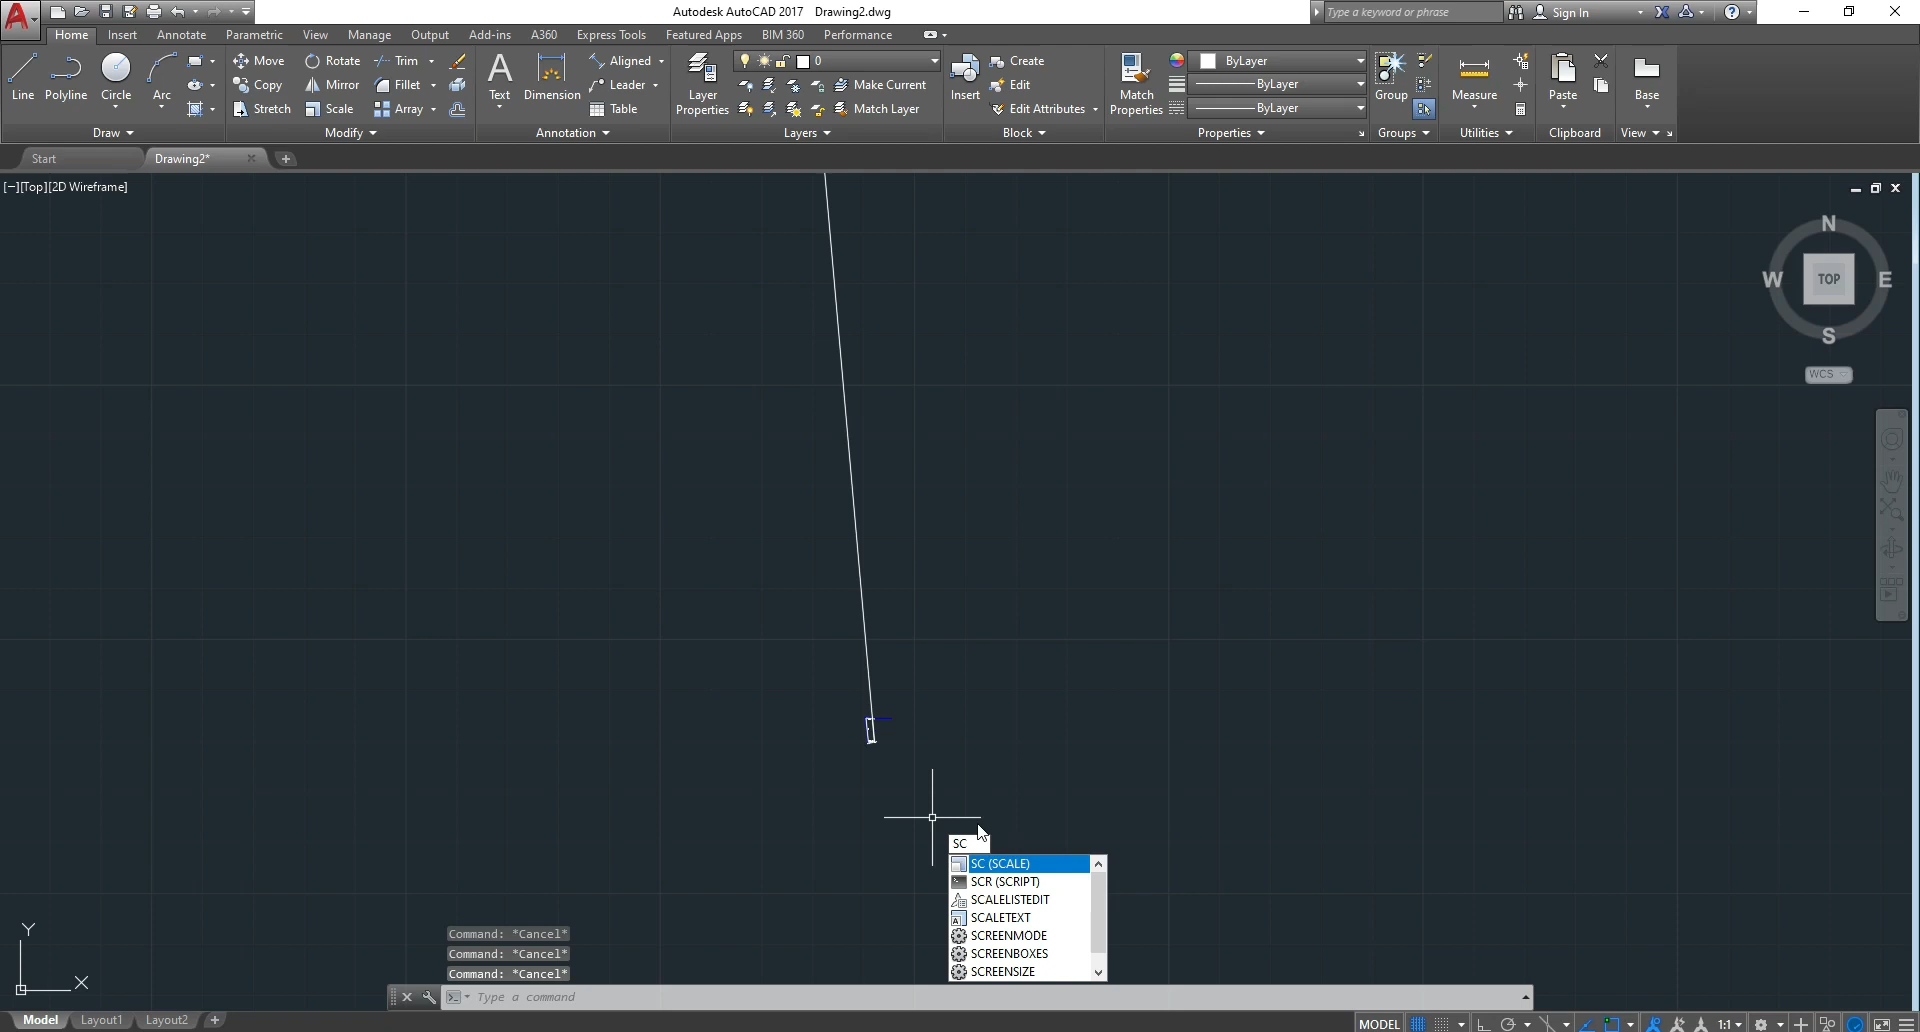 Autodesk AutoCAD 2017 Drawing2.dwg
Type a keyword or phrase
Sign In
Home Insert Annotate Parametric View Manage Output Add-ins A360 Express Tools Featured Apps BIM 360 Performance
Line
Polyline
Circle
Arc
Draw
Move
Copy
Stretch
Rotate
Mirror
Scale
Trim
Fillet
Array
Modify
Text
Dimension
Aligned
Leader
Table
Annotation
Layer
Properties
0
Make Current
Match Layer
Layers
Insert
Create
Edit
Edit Attributes
Block
Match
Properties
ByLayer
ByLayer
ByLayer
Properties
Group
Groups
Measure
Utilities
Paste
Clipboard
Base
View
Start
Drawing2*
[−][Top][2D Wireframe]
N
W
TOP
E
S
WCS
SC
SC (SCALE)
SCR (SCRIPT)
SCALELISTEDIT
SCALETEXT
SCREENMODE
SCREENBOXES
SCREENSIZE
Y
X
Command: *Cancel*
Command: *Cancel*
Command: *Cancel*
Type a command
Model Layout1 Layout2
MODEL
1:1